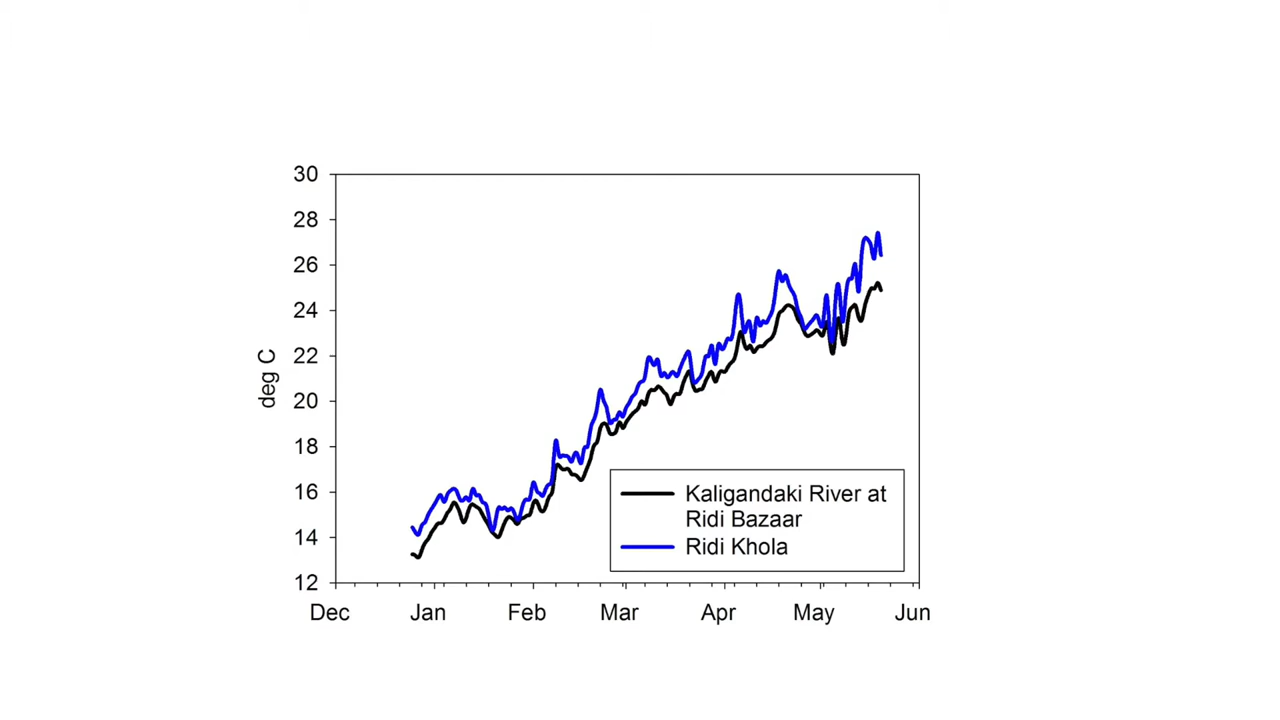 30
28
26
24
22
20
18
16
14
12
deg C
Kaligandaki River at
Ridi Bazaar
Ridi Khola
Dec Jan Feb Mar Apr May Jun